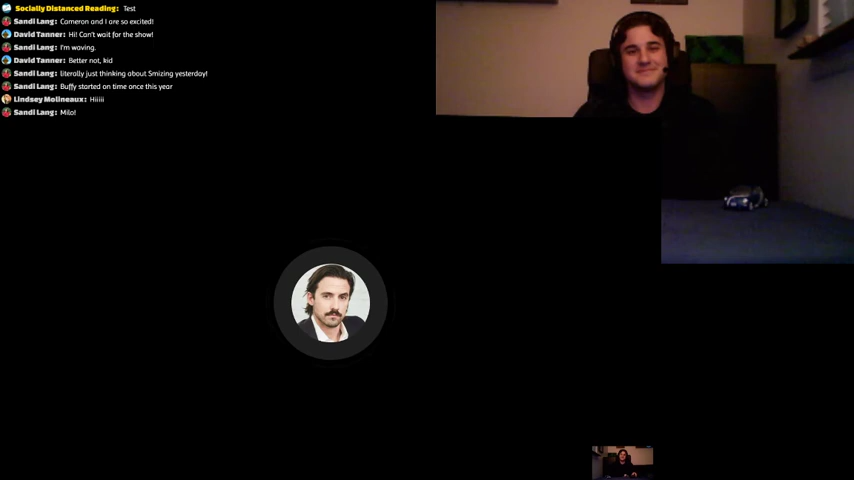 Socially Distanced Reading: Test
Sandi Lang: Cameron and I are so excited!
David Tanner: Hi! Can't wait for the show!
Sandi Lang: I'm waving.
David Tanner: Better not, kid
Sandi Lang: literally just thinking about Smizing yesterday!
Sandi Lang: Buffy started on time once this year
Lindsey Molineaux: Hiiiii
Sandi Lang: Milo!